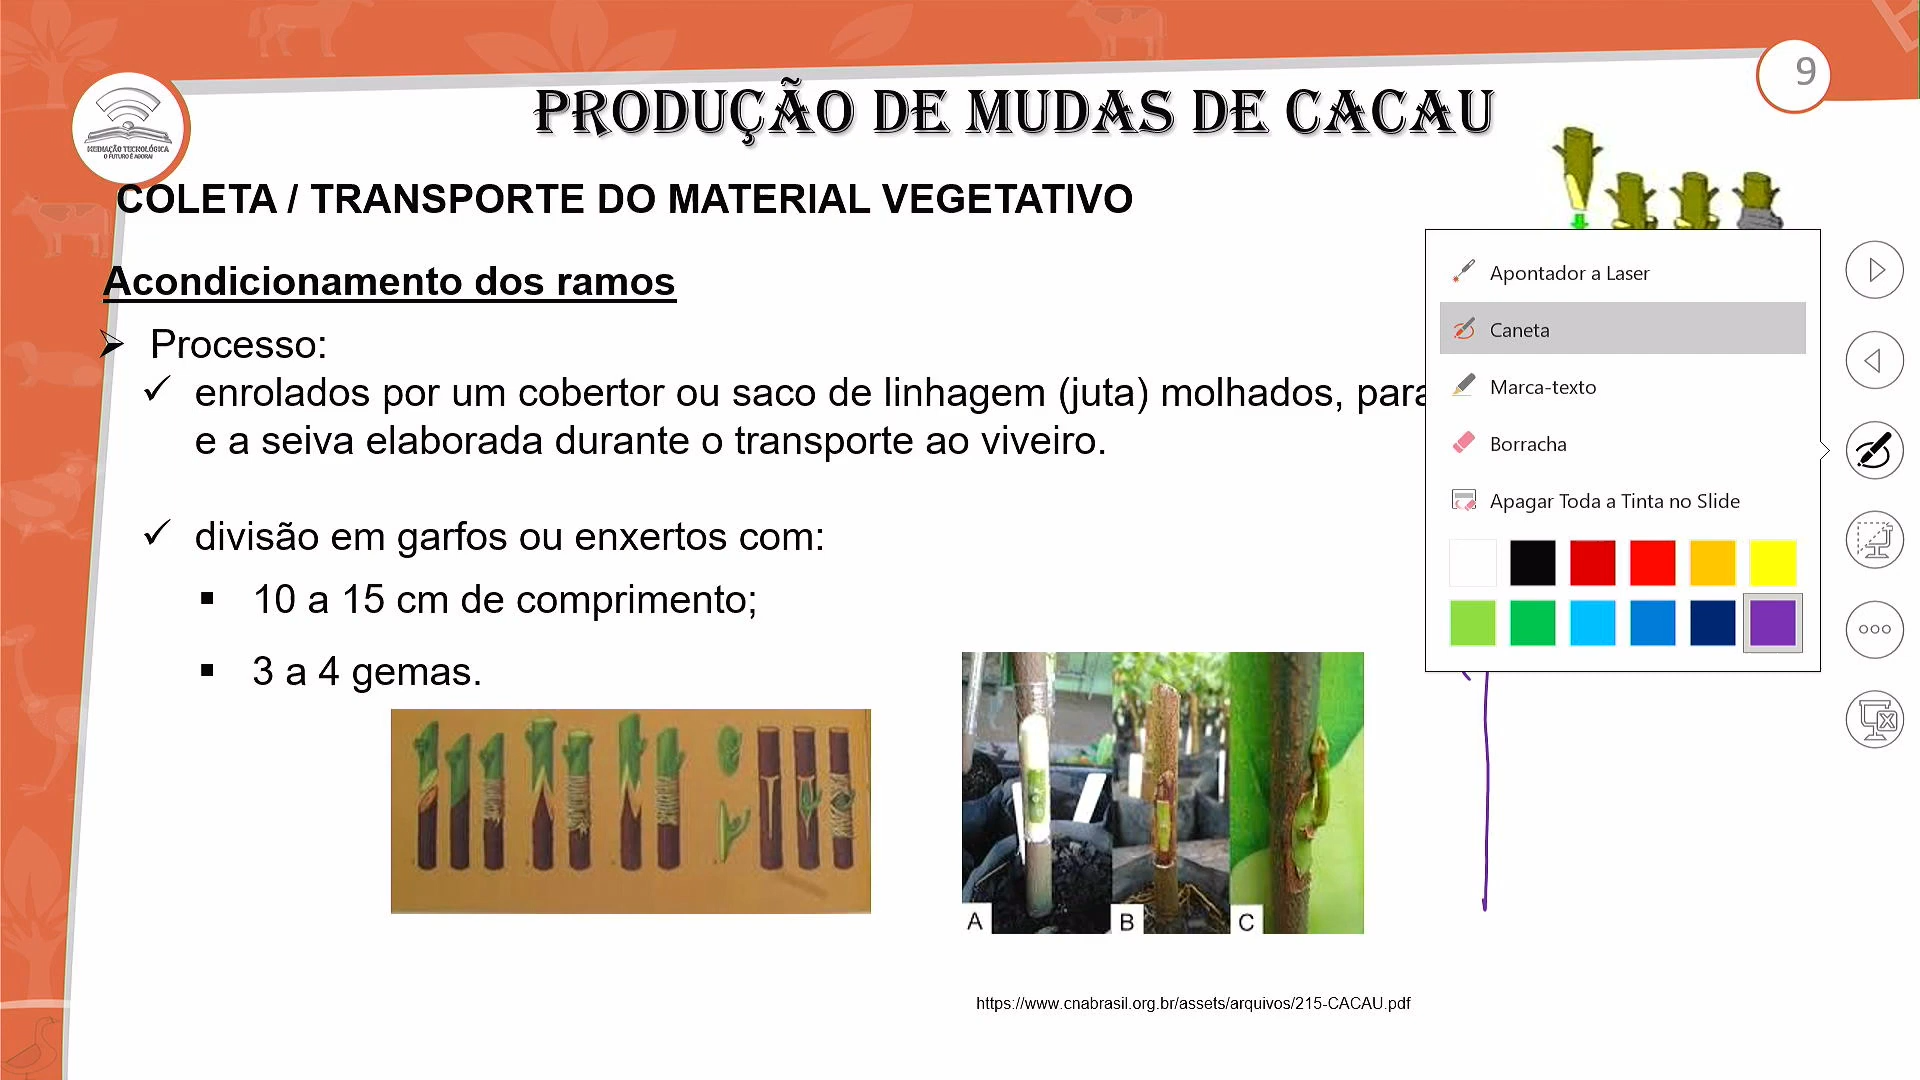 9
PRODUÇÃO DE MUDAS DE CACAU
MEDIAÇÃO TECNOLÓGICA
O FUTURO É AGORA!
COLETA / TRANSPORTE DO MATERIAL VEGETATIVO
Acondicionamento dos ramos
Processo:
enrolados por um cobertor ou saco de linhagem (juta) molhados, para
e a seiva elaborada durante o transporte ao viveiro.
divisão em garfos ou enxertos com:
10 a 15 cm de comprimento;
3 a 4 gemas.
Apontador a Laser
Caneta
Marca-texto
Borracha
Apagar Toda a Tinta no Slide
A B C
https://www.cnabrasil.org.br/assets/arquivos/215-CACAU.pdf